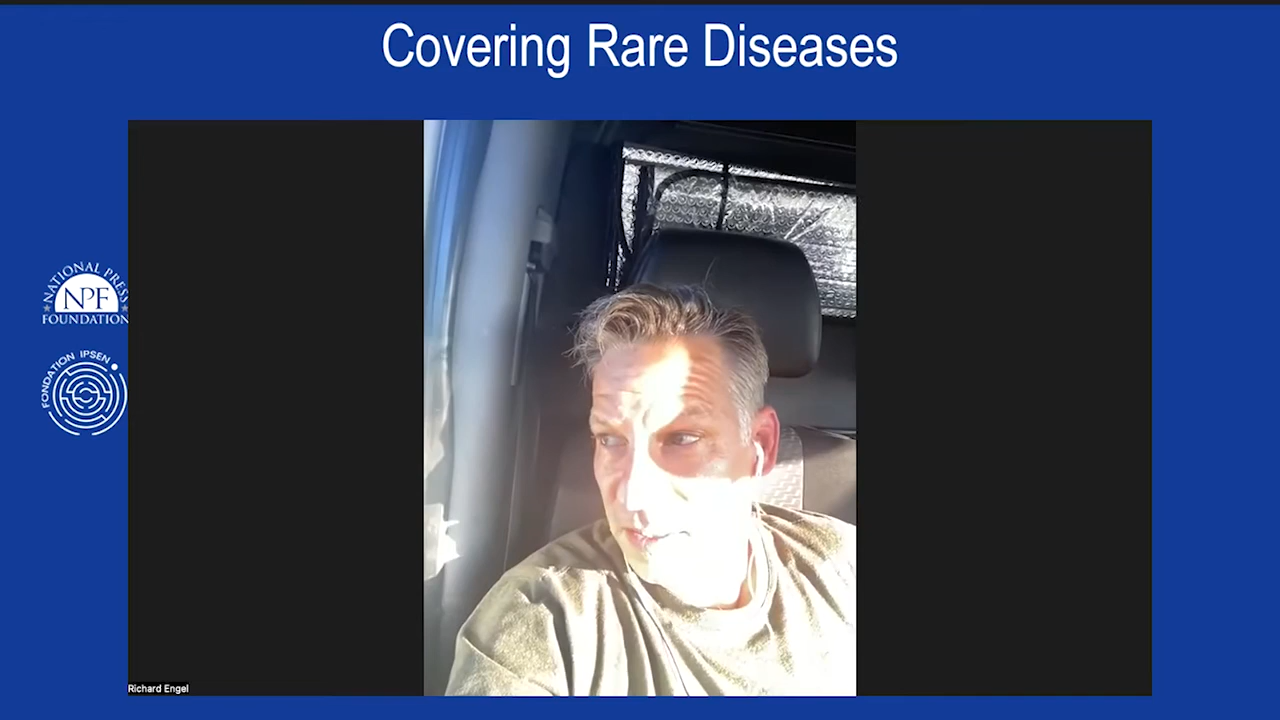 Covering Rare Diseases
NATIONAL PRESS
NPF
FOUNDATION
FONDATION IPSEN
Richard Engel